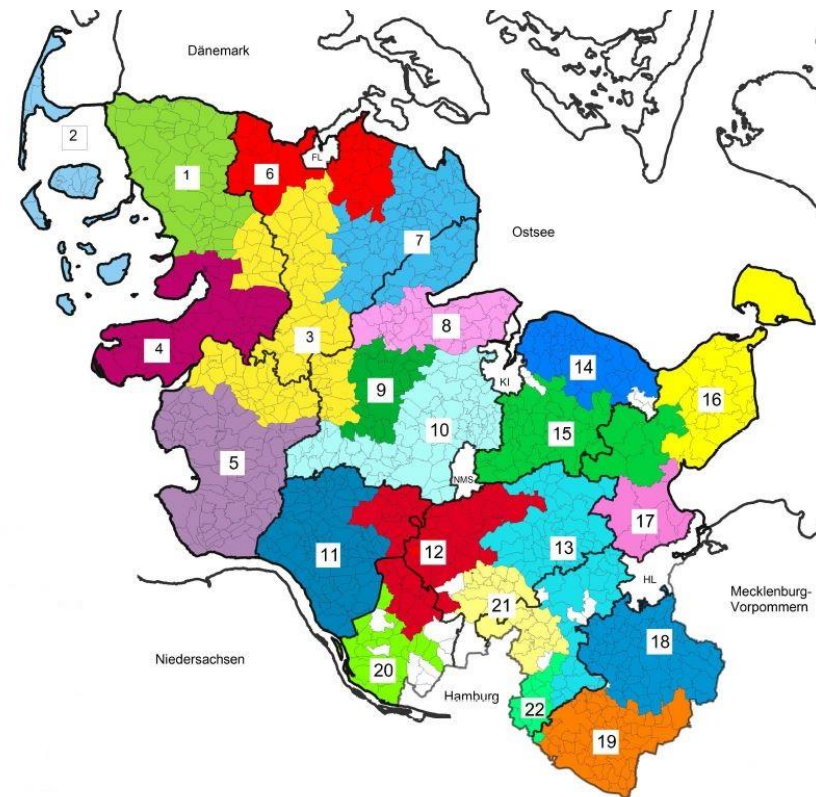 Dänemark
2
FL
1
6
Ostsee
7
3
8
4
14
KI
9
16
10
15
5
NMS
17
11
12
13
HL
Mecklenburg-
Vorpommern
21
18
Niedersachsen
20
Hamburg
22
19